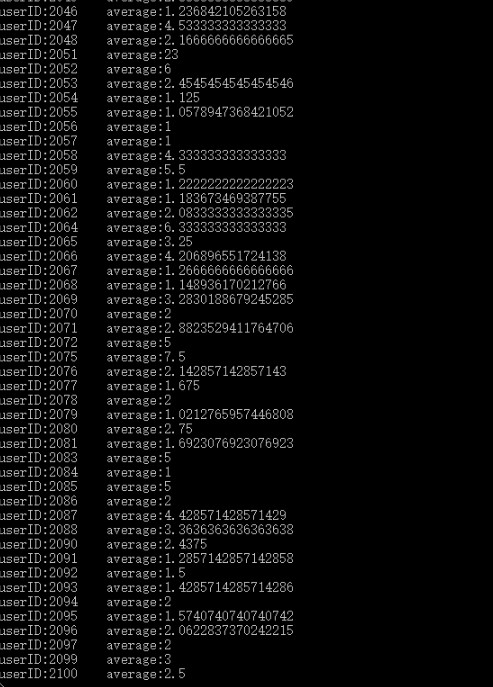 userID:2046 average:1.236842105263158
userID:2047 average:4.533333333333333
userID:2048 average:2.1666666666666665
userID:2051 average:23
userID:2052 average:6
userID:2053 average:2.4545454545454546
userID:2054 average:1.125
userID:2055 average:1.0578947368421052
userID:2056 average:1
userID:2057 average:1
userID:2058 average:4.333333333333333
userID:2059 average:5.5
userID:2060 average:1.2222222222222223
userID:2061 average:1.183673469387755
userID:2062 average:2.0833333333333335
userID:2064 average:6.333333333333333
userID:2065 average:3.25
userID:2066 average:4.206896551724138
userID:2067 average:1.2666666666666666
userID:2068 average:1.148936170212766
userID:2069 average:3.2830188679245285
userID:2070 average:2
userID:2071 average:2.8823529411764706
userID:2072 average:5
userID:2075 average:7.5
userID:2076 average:2.142857142857143
userID:2077 average:1.675
userID:2078 average:2
userID:2079 average:1.0212765957446808
userID:2080 average:2.75
userID:2081 average:1.6923076923076923
userID:2083 average:5
userID:2084 average:1
userID:2085 average:5
userID:2086 average:2
userID:2087 average:4.428571428571429
userID:2088 average:3.3636363636363638
userID:2090 average:2.4375
userID:2091 average:1.2857142857142858
userID:2092 average:1.5
userID:2093 average:1.4285714285714286
userID:2094 average:2
userID:2095 average:1.5740740740740742
userID:2096 average:2.0622837370242215
userID:2097 average:2
userID:2099 average:3
userID:2100 average:2.5